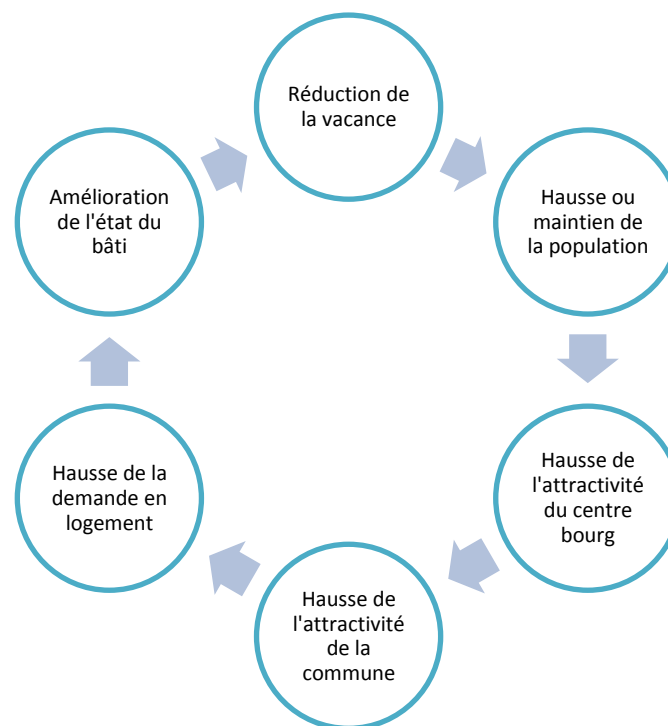 Réduction de
la vacance
Hausse ou
maintien de
la population
Hausse de
l'attractivité
du centre
bourg
Hausse de
l'attractivité
de la
commune
Hausse de la
demande en
logement
Amélioration
de l'état du
bâti